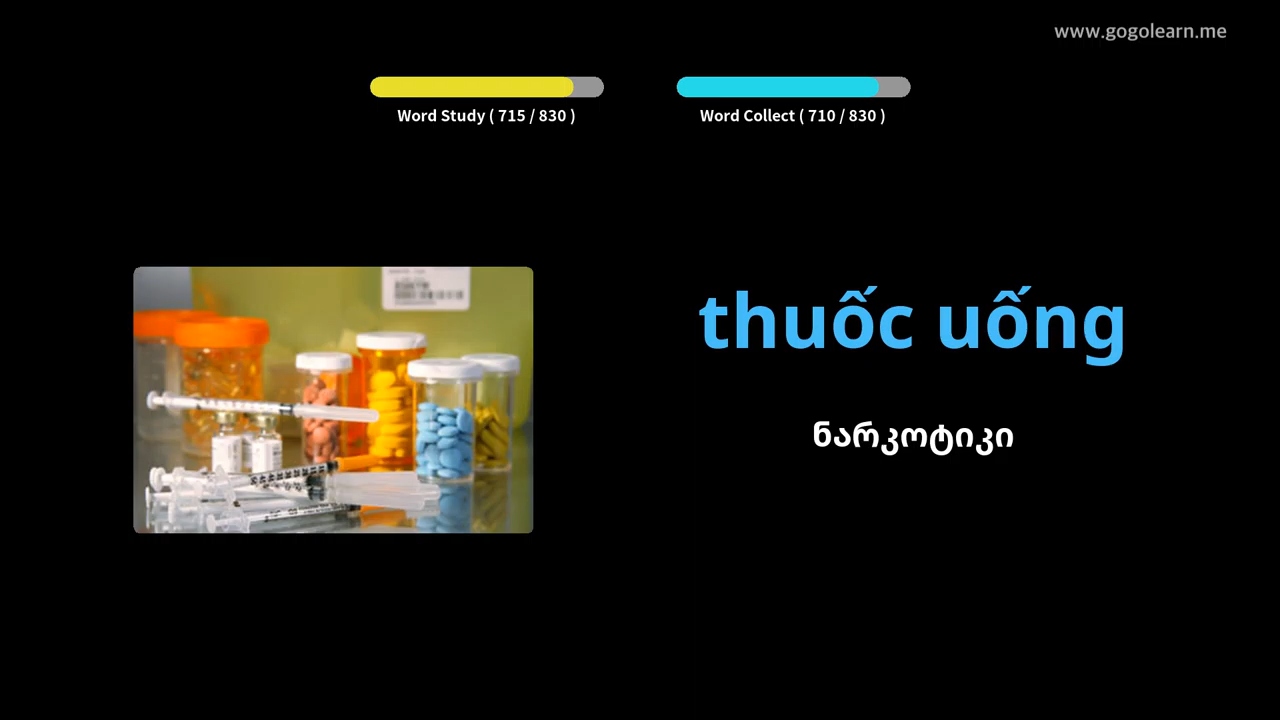 www.gogolearn.me
Word Study ( 715 / 830 )
Word Collect ( 710 / 830 )
thuốc uống
ნარკოტიკი